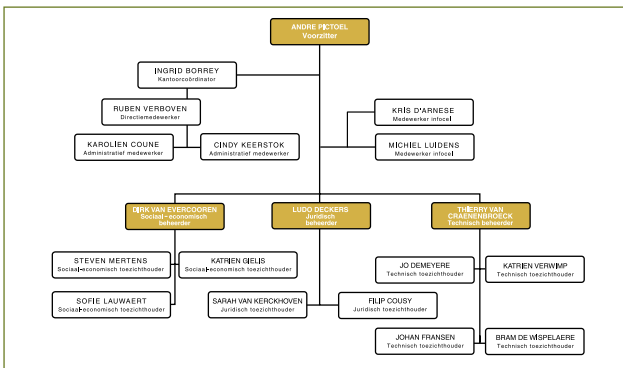 ANDRE PICTOEL
Voorzitter
INGRID BORREY
Kantoorcoördinator
RUBEN VERBOVEN
Directiemedewerker
KRIS D'ARNESE
Medewerker infocel
KAROLIEN COUNE
Administratief medewerker
CINDY KEERSTOK
Administratief medewerker
MICHIEL LUIDENS
Medewerker infocel
DIRK VAN EVERCOOREN
Sociaal-economisch
beheerder
LUDO DECKERS
Juridisch
beheerder
THIERRY VAN
CRAENENBROECK
Technisch beheerder
STEVEN MERTENS
Sociaal-economisch toezichthouder
KATRIEN GIELIS
Sociaal-economisch toezichthouder
JO DEMEYERE
Technisch toezichthouder
KATRIEN VERWIMP
Technisch toezichthouder
SOFIE LAUWAERT
Sociaal-economisch toezichthouder
SARAH VAN KERCKHOVEN
Juridisch toezichthouder
FILIP COUSY
Juridisch toezichthouder
JOHAN FRANSEN
Technisch toezichthouder
BRAM DE WISPELAERE
Technisch toezichthouder